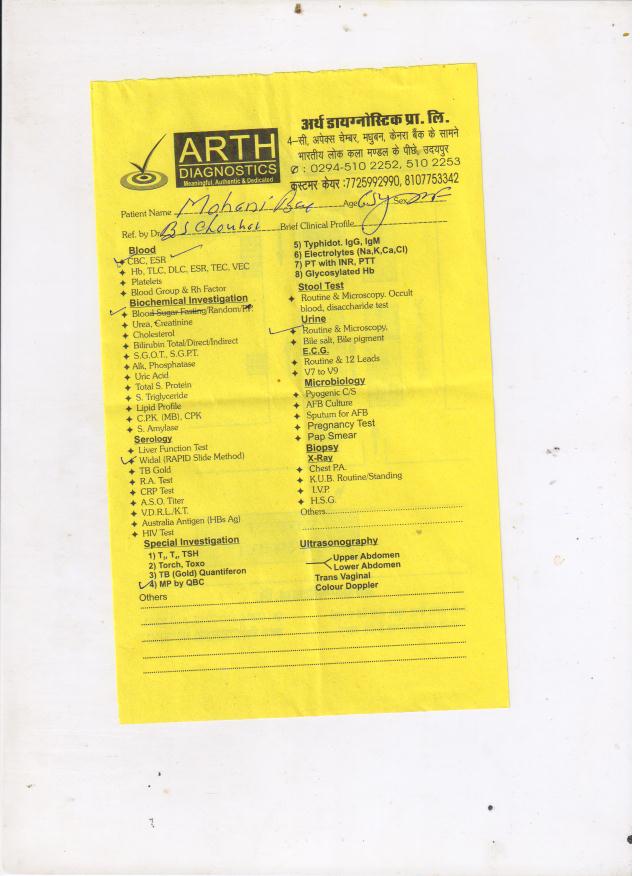 ARTH
DIAGNOSTICS
Meaningful, Authentic & Dedicated
अर्थ डायग्नोस्टिक प्रा. लि.
4–सी, अपेक्स चेम्बर, मधुबन, केनरा बैंक के सामने
भारतीय लोक कला मण्डल के पीछे, उदयपुर
✆ : 0294-510 2252, 510 2253
कस्टमर केयर :7725992990, 8107753342
Patient Name Mohani Bai Age 65y Sex
Ref. by Dr. B S Chouhan Brief Clinical Profile
Blood
CBC, ESR
Hb, TLC, DLC, ESR, TEC, VEC
Platelets
Blood Group & Rh Factor
Biochemical Investigation
Blood Sugar Fasting/Random/P.P.
Urea, Creatinine
Cholesterol
Bilirubin Total/Direct/Indirect
S.G.O.T., S.G.P.T.
Alk, Phosphatase
Uric Acid
Total S. Protein
S. Triglyceride
Lipid Profile
C.P.K. (MB), CPK
S. Amylase
Serology
Liver Function Test
Widal (RAPID Slide Method)
TB Gold
R.A. Test
CRP Test
A.S.O. Titer
V.D.R.L./K.T.
Australia Antigen (HBs Ag)
HIV Test
Special Investigation
1) T₃, T₄, TSH
2) Torch, Toxo
3) TB (Gold) Quantiferon
4) MP by QBC
Others
5) Typhidot. IgG, IgM
6) Electrolytes (Na,K,Ca,Cl)
7) PT with INR, PTT
8) Glycosylated Hb
Stool Test
Routine & Microscopy. Occult
blood, disaccharide test
Urine
Routine & Microscopy,
Bile salt, Bile pigment
E.C.G.
Routine & 12 Leads
V7 to V9
Microbiology
Pyogenic C/S
AFB Culture
Sputum for AFB
Pregnancy Test
Pap Smear
Biopsy
X-Ray
Chest P.A.
K.U.B. Routine/Standing
I.V.P.
H.S.G.
Others
Ultrasonography
Upper Abdomen
Lower Abdomen
Trans Vaginal
Colour Doppler